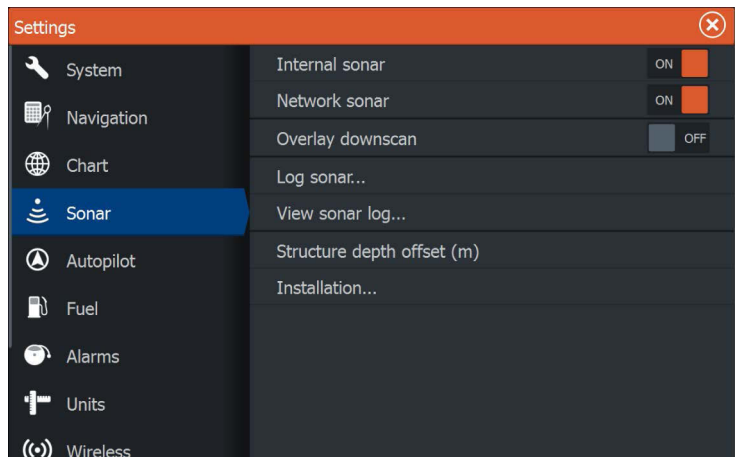 Settings
System
Navigation
Chart
Sonar
Autopilot
Fuel
Alarms
Units
Wireless
Internal sonar ON
Network sonar ON
Overlay downscan OFF
Log sonar...
View sonar log...
Structure depth offset (m)
Installation...